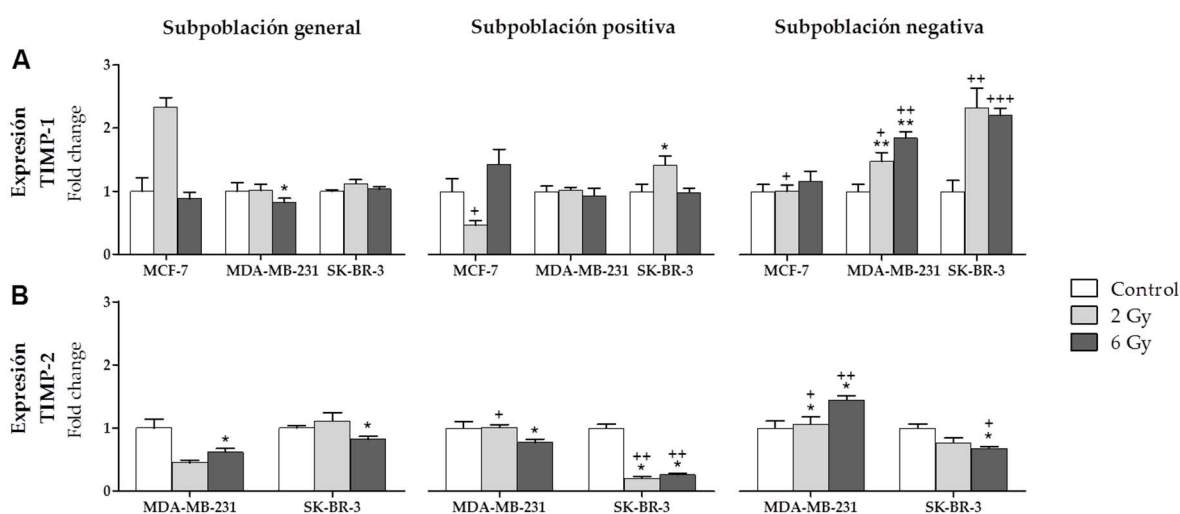 Subpoblación general
Subpoblación positiva
Subpoblación negativa
A
Expresión
TIMP-1
Fold change
3
2
1
0
*
+
*
+
+
**
++
**
++
+++
MCF-7
MDA-MB-231
SK-BR-3
MCF-7
MDA-MB-231
SK-BR-3
MCF-7
MDA-MB-231
SK-BR-3
B
Expresión
TIMP-2
Fold change
3
2
1
0
*
*
+
*
++
*
++
*
+
*
++
*
+
*
MDA-MB-231
SK-BR-3
MDA-MB-231
SK-BR-3
MDA-MB-231
SK-BR-3
Control
2 Gy
6 Gy